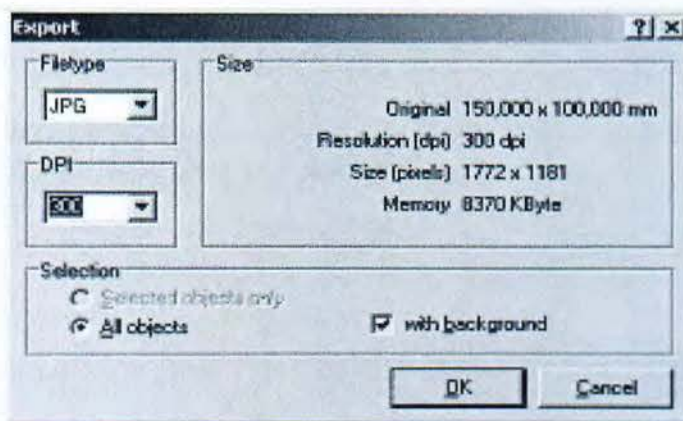 Export
Filetype
JPG
DPI
300
Size
Original 150,000 x 100,000 mm
Resolution (dpi) 300 dpi
Size (pixels) 1772 x 1181
Memory 8370 KByte
Selection
Selected objects only
All objects
with background
OK
Cancel